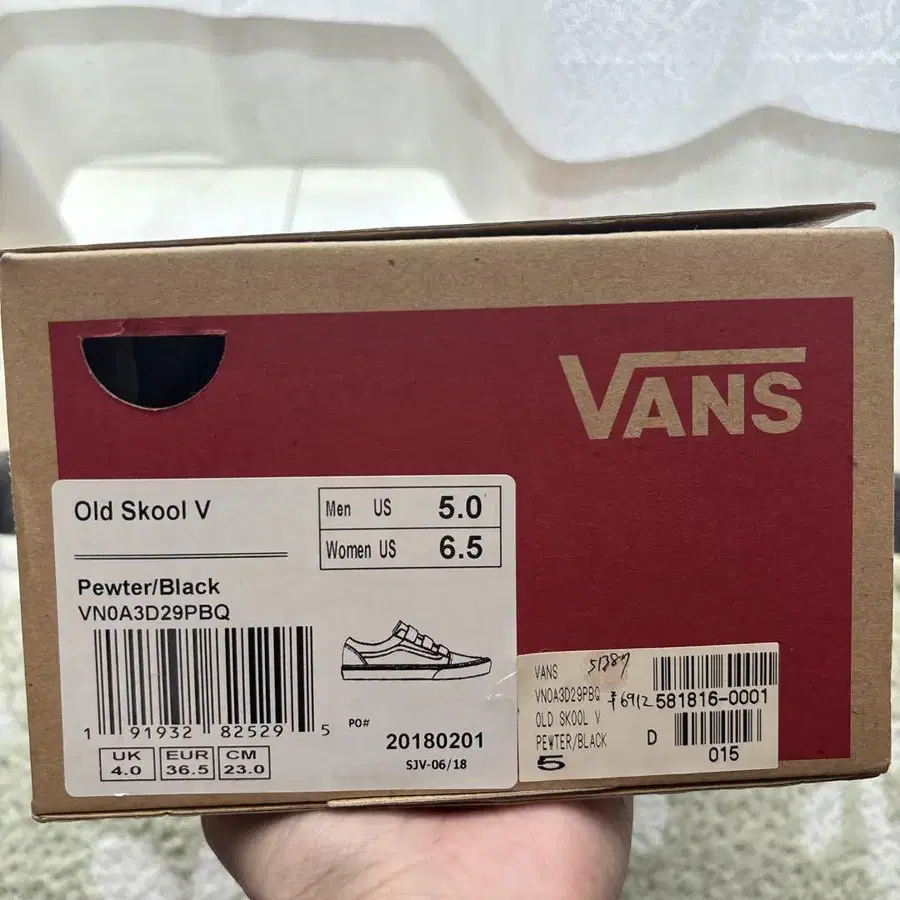 VANS
Old Skool V
Men US 5.0
Women US 6.5
Pewter/Black
VN0A3D29PBQ
1 91932 82529 5
PO#
20180201
SJV-06/18
UK EUR CM
4.0 36.5 23.0
VANS
VN0A3D29PBQ
581816-0001
OLD SKOOL V
PEWTER/BLACK
D
015
5